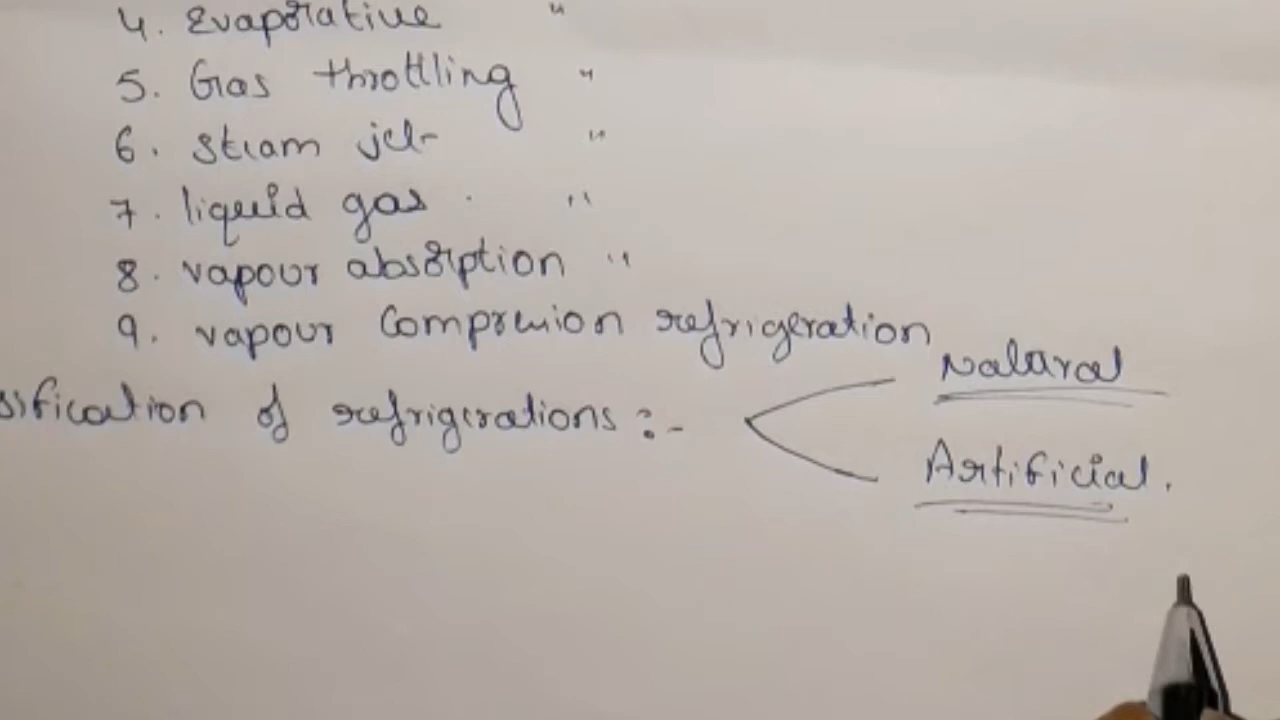 4. Evaporative "
5. Gas throttling "
6. steam jet "
7. liquid gas "
8. vapour absorption "
9. vapour compression refrigeration
Natural
sification of refrigerations :-
Artificial.